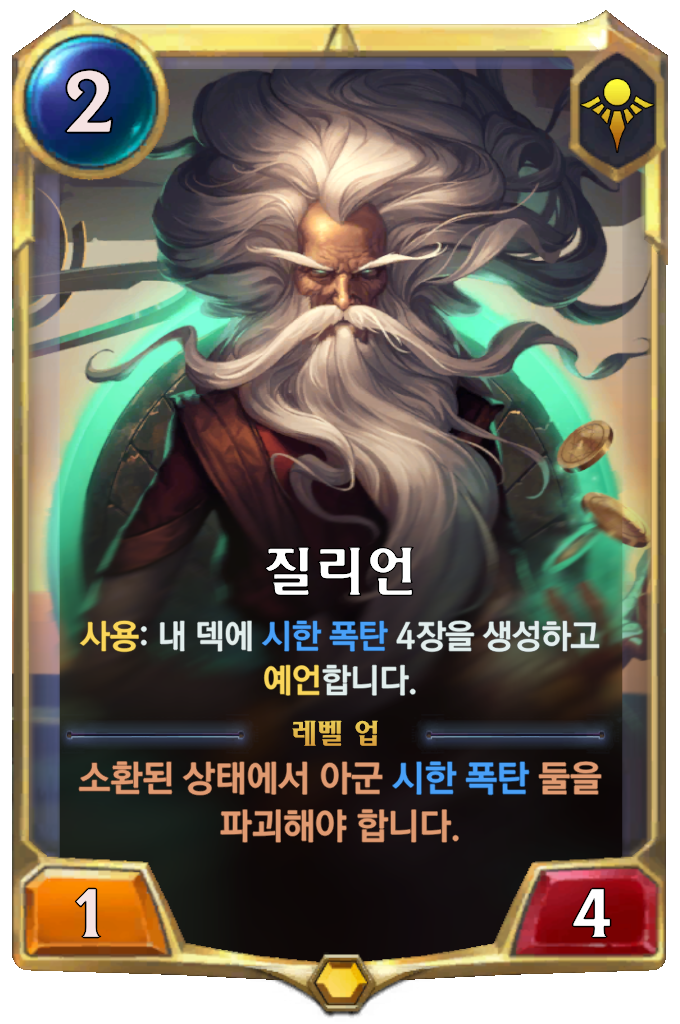 2
질리언
사용: 내 덱에 시한 폭탄 4장을 생성하고
예언합니다.
레벨 업
소환된 상태에서 아군 시한 폭탄 둘을
파괴해야 합니다.
1
4